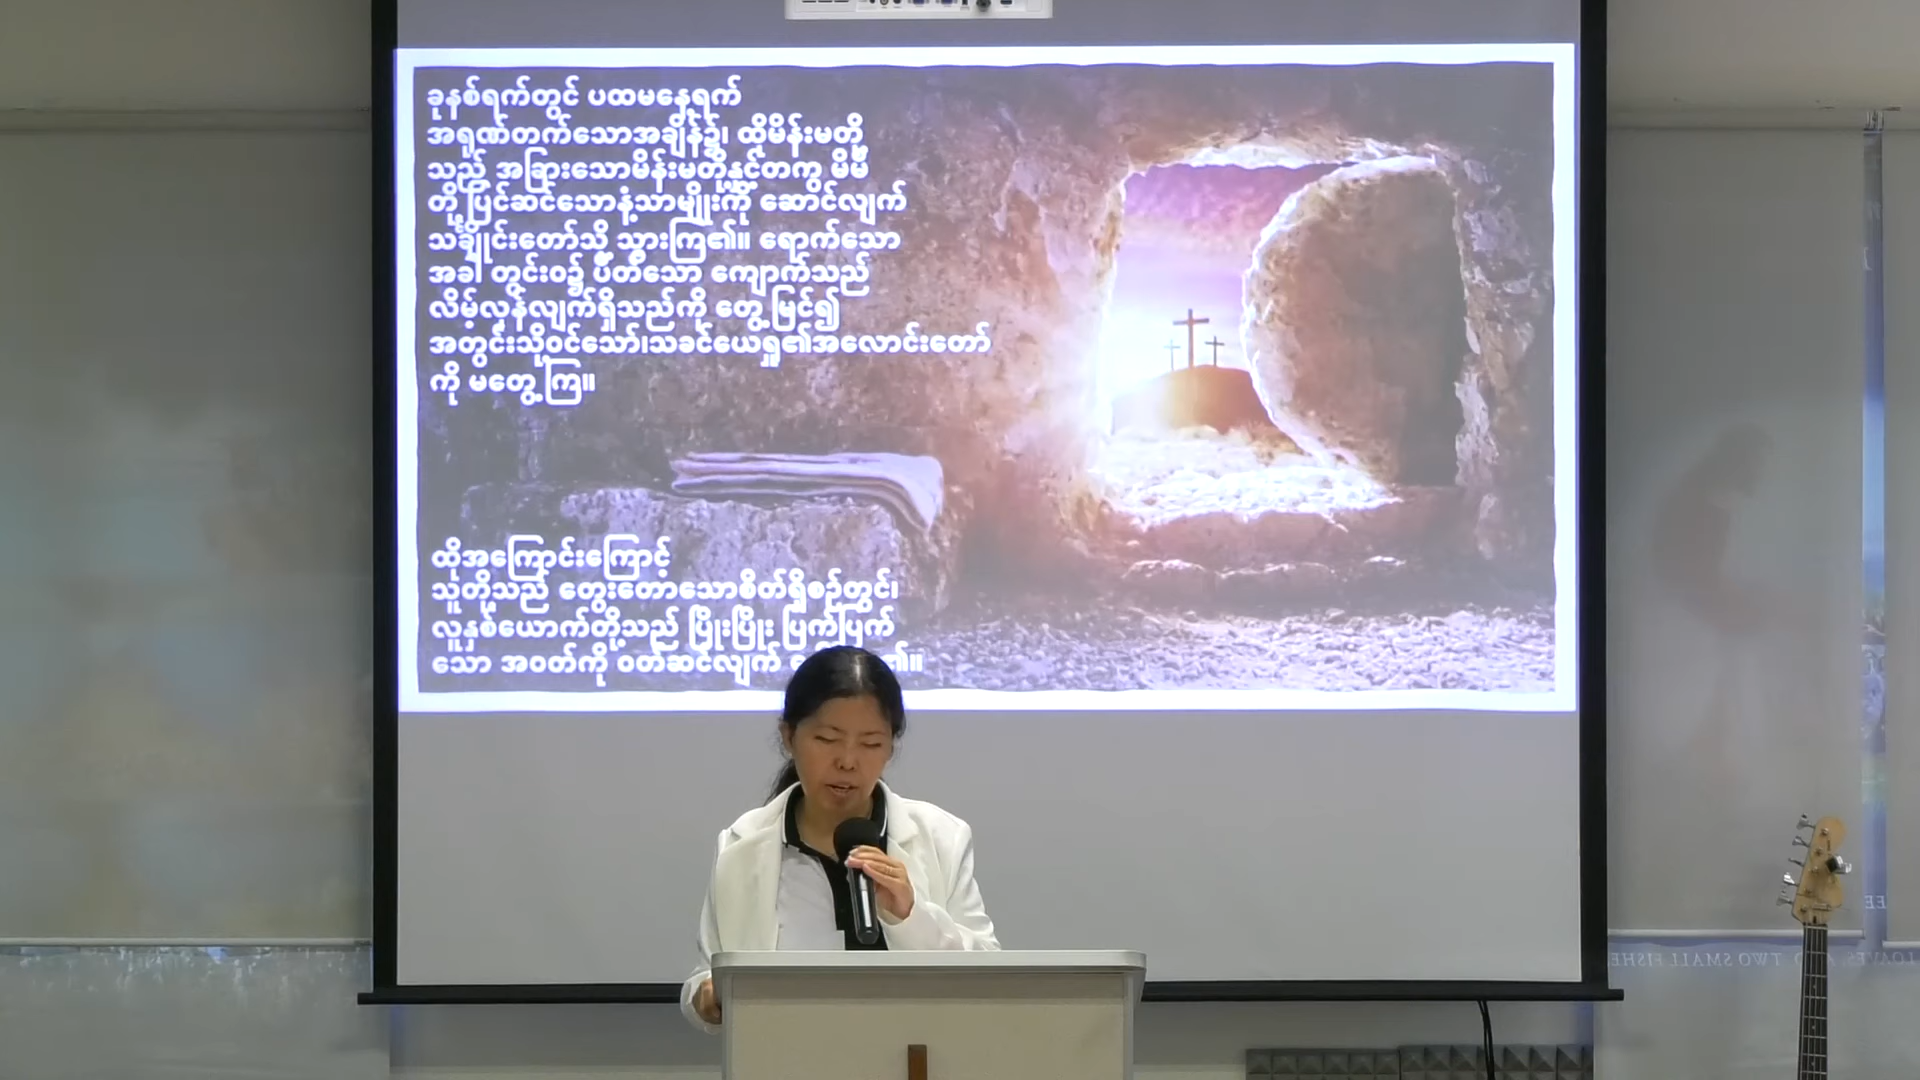 ခုနစ်ရက်တွင် ပထမနေ့ရက်
အရုဏ်တက်သောအချိန်၌၊ ထိုမိန်းမတို့
သည် အခြားသောမိန်းမတို့နှင့်တကွ မိမိ
တို့ပြင်ဆင်သောနံ့သာမျိုးကို ဆောင်လျက်
သင်္ချိုင်းတော်သို့ သွားကြ၏။ ရောက်သော
အခါ တွင်းဝ၌ ပိတ်သော ကျောက်သည်
လိမ့်လှန်လျက်ရှိသည်ကို တွေ့မြင်၍
အတွင်းသို့ဝင်သော်၊သခင်ယေရှု၏အလောင်းတော်
ကို မတွေ့ကြ။
ထိုအကြောင်းကြောင့်
သူတို့သည် တွေးတောသောစိတ်ရှိစဉ်တွင်၊
လူနှစ်ယောက်တို့သည် ပြိုးပြိုး ပြက်ပြက်
သော အဝတ်ကို ဝတ်ဆင်လျက် ၏။
TWO SMALL FISHE
EE